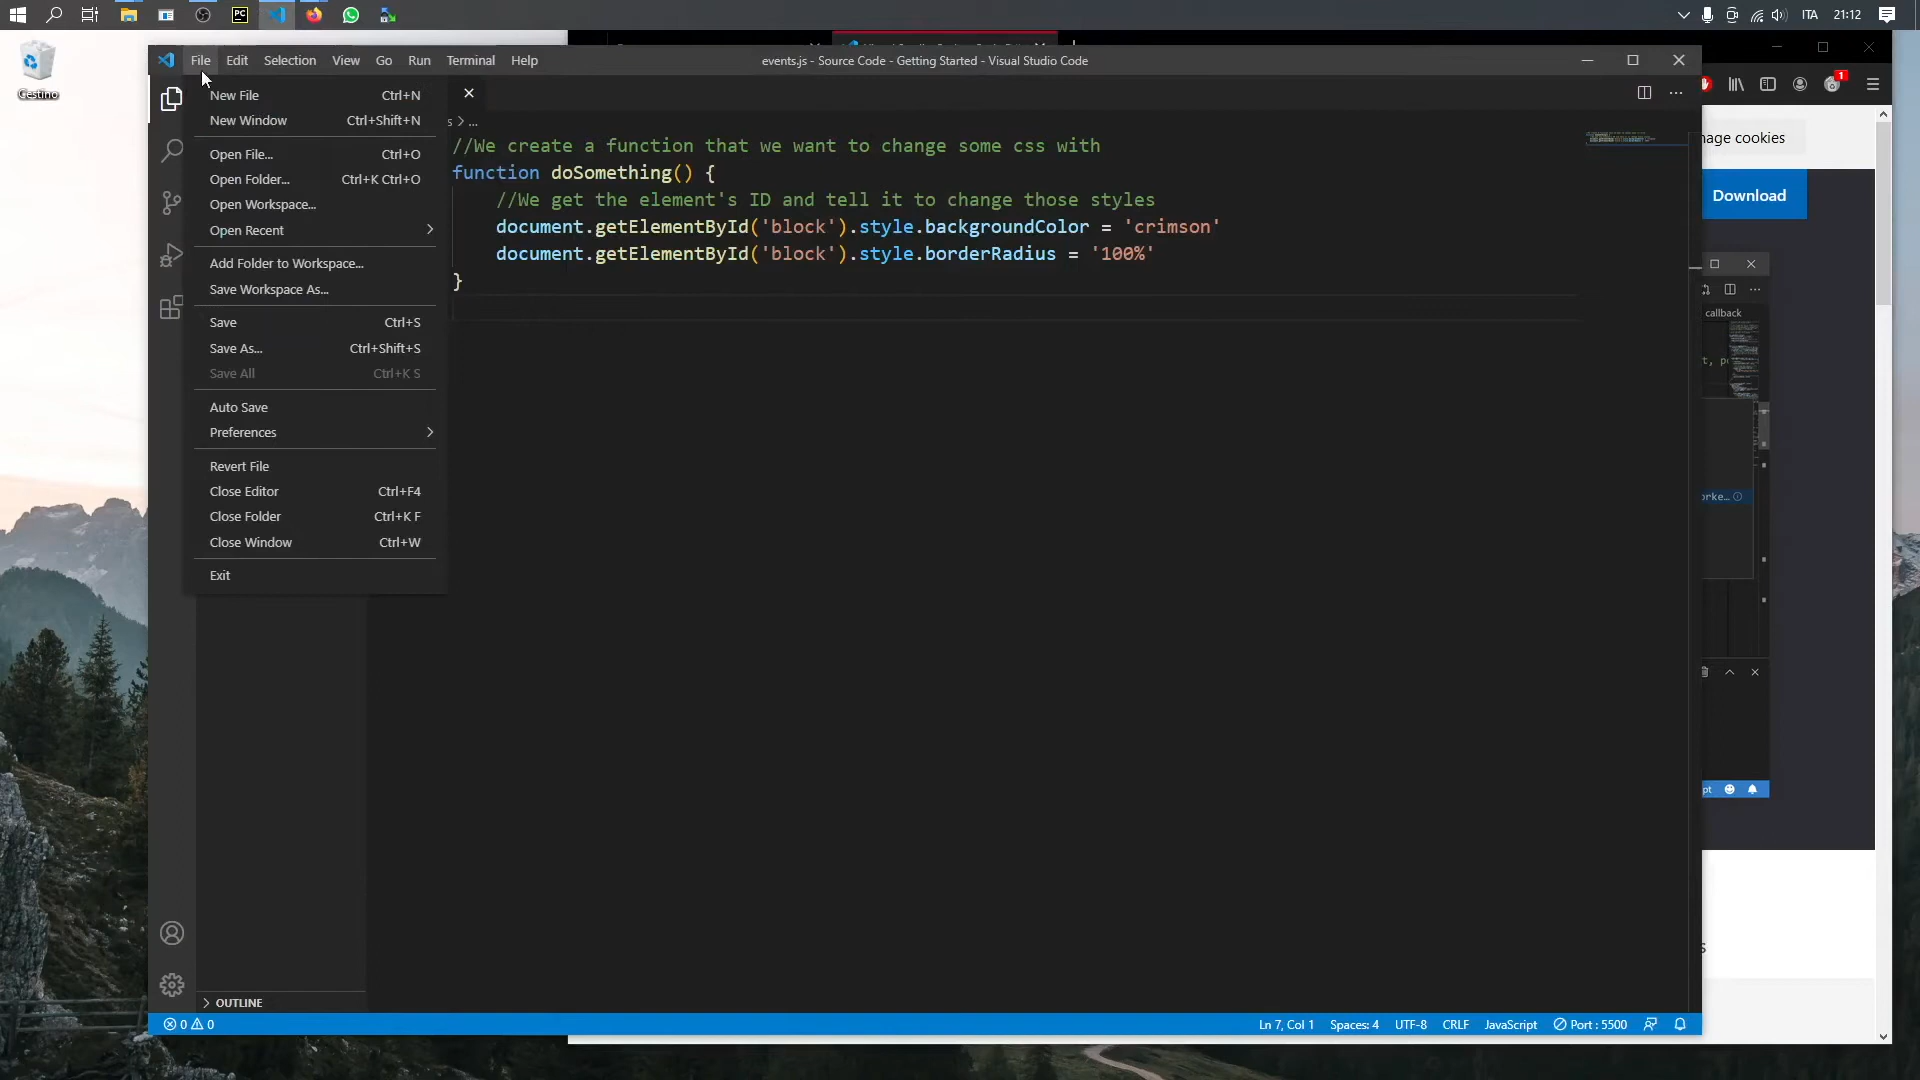 PC
ITA
21:12
Cestino
File
Edit
Selection
View
Go
Run
Terminal
Help
events.js - Source Code - Getting Started - Visual Studio Code
1
New File Ctrl+N
New Window Ctrl+Shift+N
Open File... Ctrl+O
Open Folder... Ctrl+K Ctrl+O
Open Workspace...
Open Recent
Add Folder to Workspace...
Save Workspace As...
Save Ctrl+S
Save As... Ctrl+Shift+S
Save All Ctrl+K S
Auto Save
Preferences
Revert File
Close Editor Ctrl+F4
Close Folder Ctrl+K F
Close Window Ctrl+W
Exit
s > ...
//We create a function that we want to change some css with
function doSomething() {
//We get the element's ID and tell it to change those styles
document.getElementById('block').style.backgroundColor = 'crimson'
document.getElementById('block').style.borderRadius = '100%'
}
nage cookies
Download
callback
t, p
orke...
pt
s
OUTLINE
0 0
Ln 7, Col 1
Spaces: 4
UTF-8
CRLF
JavaScript
Port : 5500